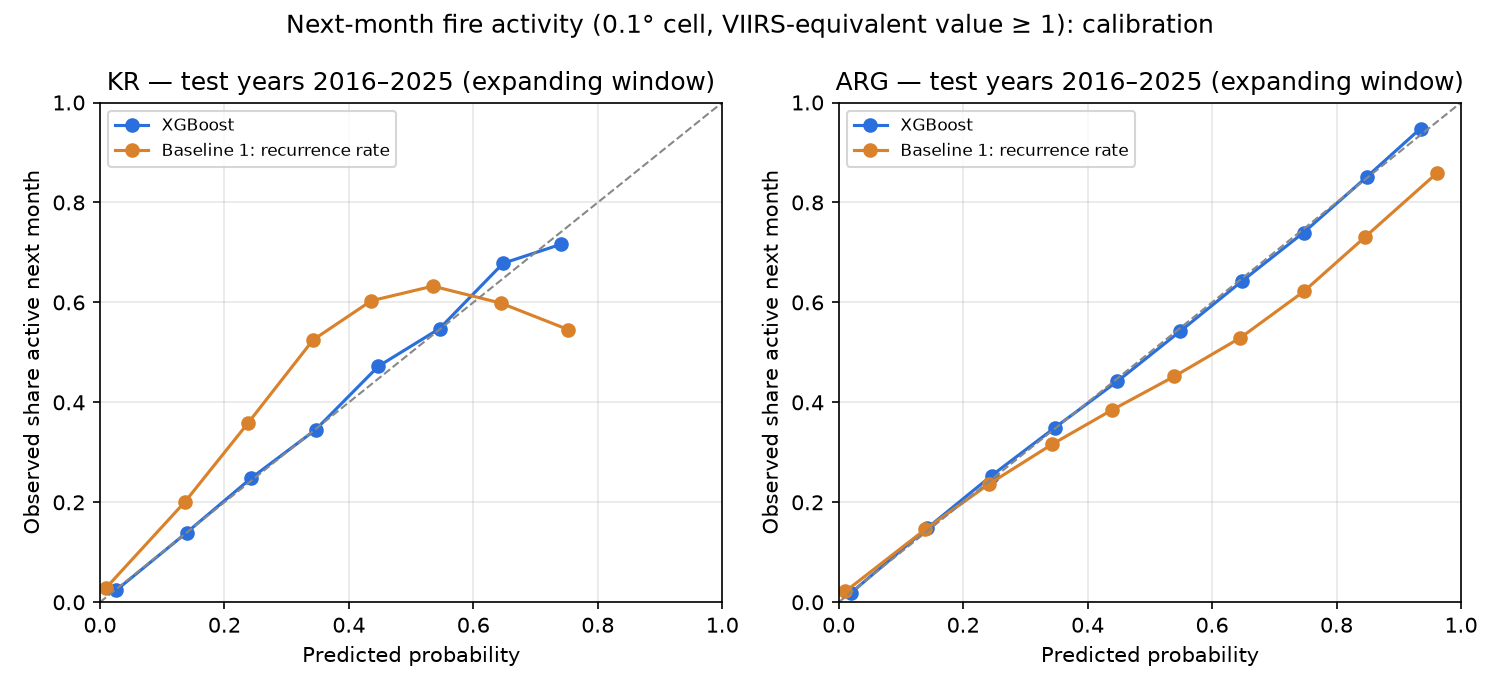 Next-month fire activity (0.1° cell, VIIRS-equivalent value ≥ 1): calibration
KR — test years 2016–2025 (expanding window)
1.0
0.8
0.6
0.4
0.2
0.0
Observed share active next month
XGBoost
Baseline 1: recurrence rate
0.0 0.2 0.4 0.6 0.8 1.0
Predicted probability
ARG — test years 2016–2025 (expanding window)
1.0
0.8
0.6
0.4
0.2
0.0
Observed share active next month
XGBoost
Baseline 1: recurrence rate
0.0 0.2 0.4 0.6 0.8 1.0
Predicted probability